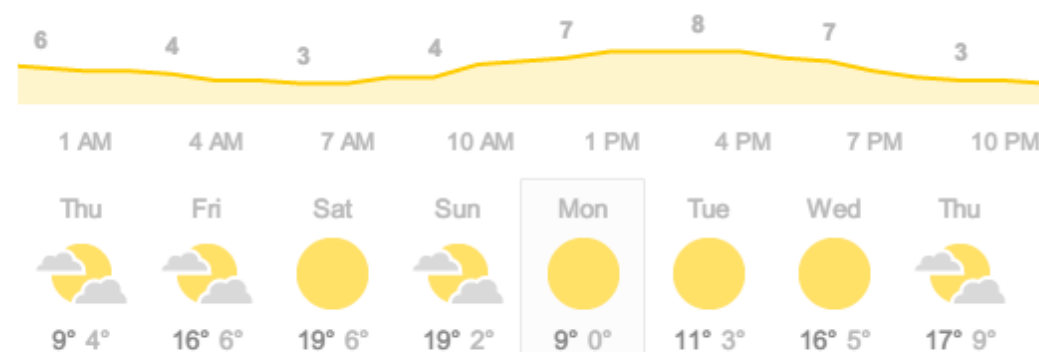 6 4 3 4 7 8 7 3
1 AM 4 AM 7 AM 10 AM 1 PM 4 PM 7 PM 10 PM
Thu Fri Sat Sun Mon Tue Wed Thu
9° 4° 16° 6° 19° 6° 19° 2° 9° 0° 11° 3° 16° 5° 17° 9°